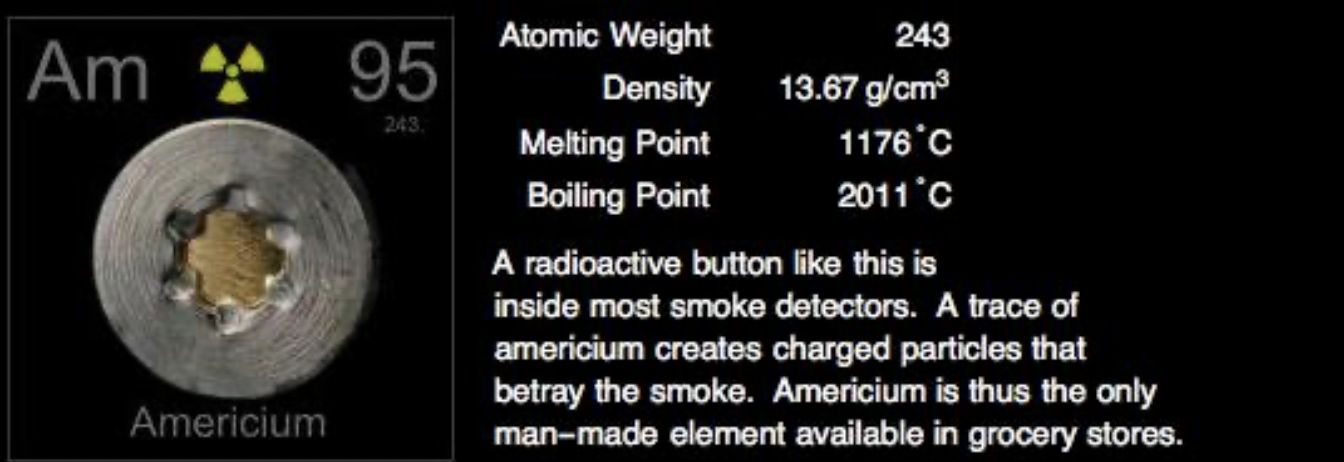 Am 95
243.
Americium
Atomic Weight 243
Density 13.67 g/cm³
Melting Point 1176 °C
Boiling Point 2011 °C
A radioactive button like this is
inside most smoke detectors.  A trace of
americium creates charged particles that
betray the smoke.  Americium is thus the only
man–made element available in grocery stores.